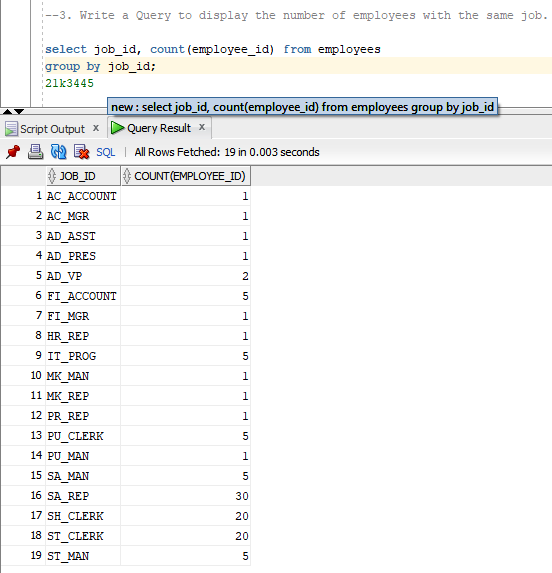 --3. Write a Query to display the number of employees with the same job.
select job_id, count(employee_id) from employees
group by job_id;
21k3445
new : select job_id, count(employee_id) from employees group by job_id
Script Output x Query Result x
SQL | All Rows Fetched: 19 in 0.003 seconds
JOB_ID COUNT(EMPLOYEE_ID)
1 AC_ACCOUNT 1
2 AC_MGR 1
3 AD_ASST 1
4 AD_PRES 1
5 AD_VP 2
6 FI_ACCOUNT 5
7 FI_MGR 1
8 HR_REP 1
9 IT_PROG 5
10 MK_MAN 1
11 MK_REP 1
12 PR_REP 1
13 PU_CLERK 5
14 PU_MAN 1
15 SA_MAN 5
16 SA_REP 30
17 SH_CLERK 20
18 ST_CLERK 20
19 ST_MAN 5